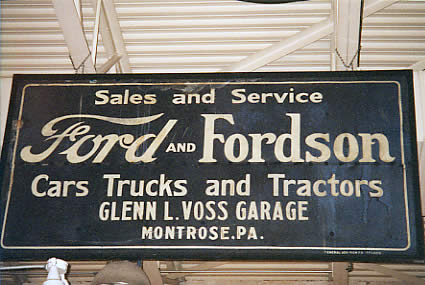 Sales and Service
Ford AND Fordson
Cars Trucks and Tractors
GLENN L. VOSS GARAGE
MONTROSE, PA.